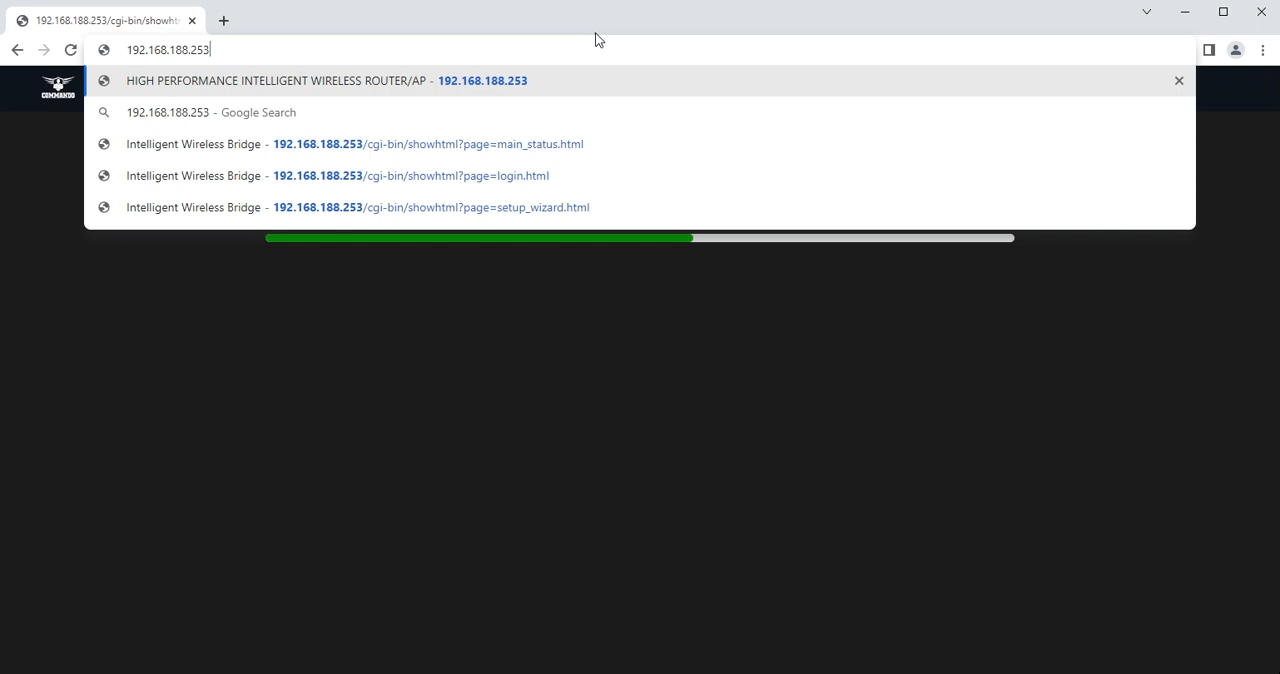 192.168.188.253/cgi-bin/showht
192.168.188.253
COMMANDO
HIGH PERFORMANCE INTELLIGENT WIRELESS ROUTER/AP - 192.168.188.253
192.168.188.253 - Google Search
Intelligent Wireless Bridge - 192.168.188.253/cgi-bin/showhtml?page=main_status.html
Intelligent Wireless Bridge - 192.168.188.253/cgi-bin/showhtml?page=login.html
Intelligent Wireless Bridge - 192.168.188.253/cgi-bin/showhtml?page=setup_wizard.html